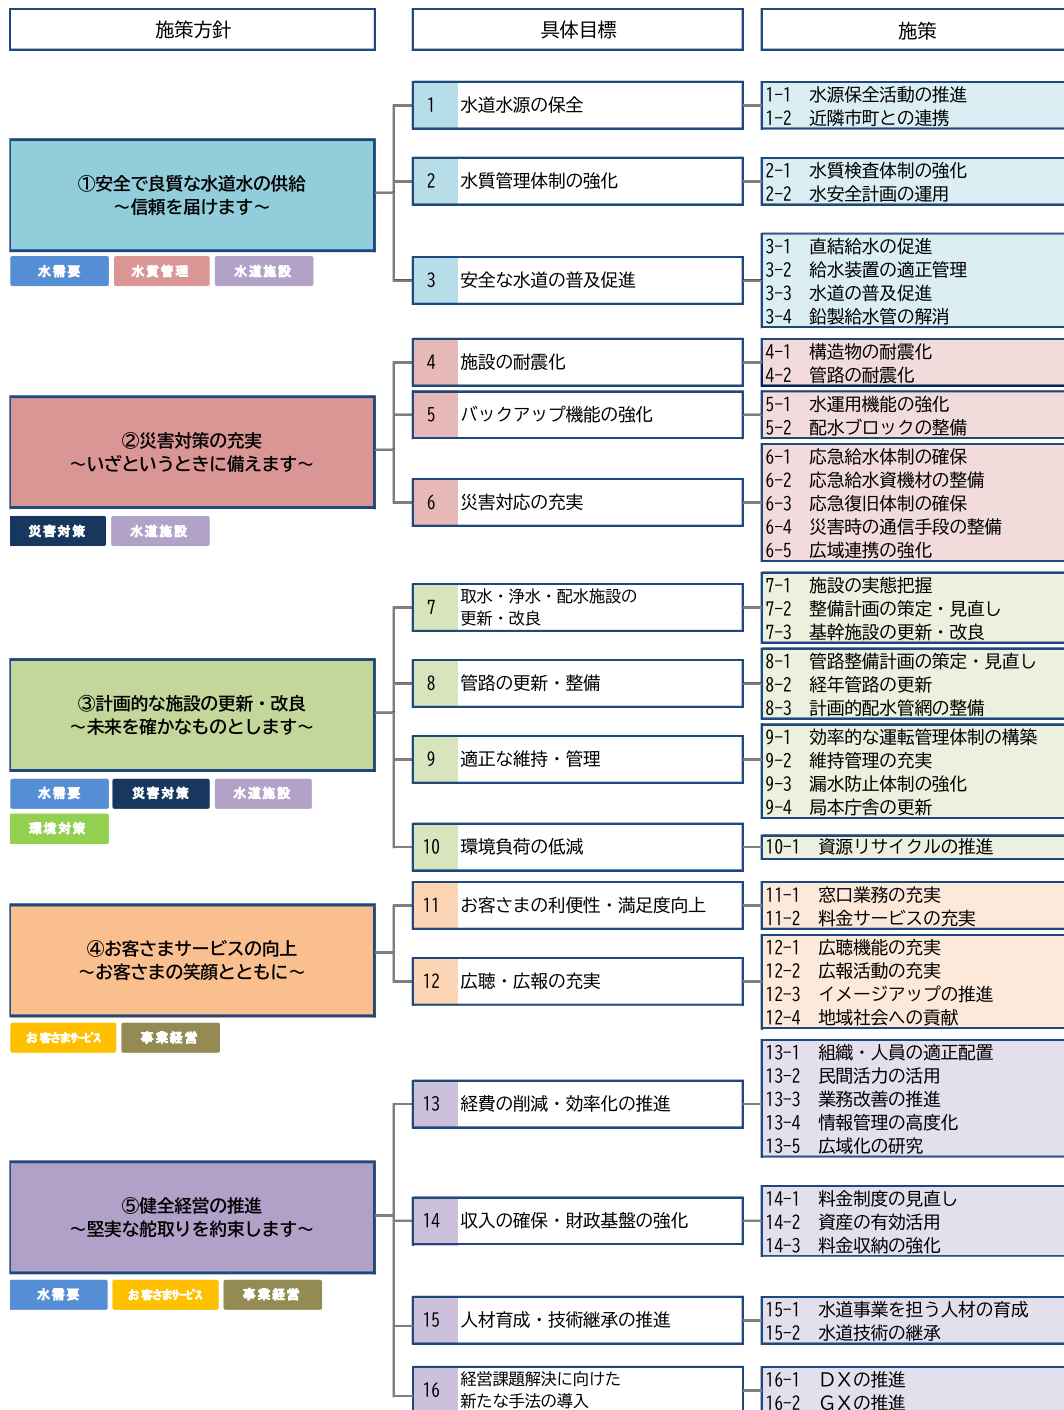 施策方針
具体目標
施策
①安全で良質な水道水の供給
～信頼を届けます～
水需要
水質管理
水道施設
1 水道水源の保全
1-1 水源保全活動の推進
1-2 近隣市町との連携
2 水質管理体制の強化
2-1 水質検査体制の強化
2-2 水安全計画の運用
3 安全な水道の普及促進
3-1 直結給水の促進
3-2 給水装置の適正管理
3-3 水道の普及促進
3-4 鉛製給水管の解消
②災害対策の充実
～いざというときに備えます～
災害対策
水道施設
4 施設の耐震化
4-1 構造物の耐震化
4-2 管路の耐震化
5 バックアップ機能の強化
5-1 水運用機能の強化
5-2 配水ブロックの整備
6 災害対応の充実
6-1 応急給水体制の確保
6-2 応急給水資機材の整備
6-3 応急復旧体制の確保
6-4 災害時の通信手段の整備
6-5 広域連携の強化
③計画的な施設の更新・改良
～未来を確かなものとします～
水需要
災害対策
水道施設
環境対策
7 取水・浄水・配水施設の
更新・改良
7-1 施設の実態把握
7-2 整備計画の策定・見直し
7-3 基幹施設の更新・改良
8 管路の更新・整備
8-1 管路整備計画の策定・見直し
8-2 経年管路の更新
8-3 計画的配水管網の整備
9 適正な維持・管理
9-1 効率的な運転管理体制の構築
9-2 維持管理の充実
9-3 漏水防止体制の強化
9-4 局本庁舎の更新
10 環境負荷の低減
10-1 資源リサイクルの推進
④お客さまサービスの向上
～お客さまの笑顔とともに～
お客さまサービス
事業経営
11 お客さまの利便性・満足度向上
11-1 窓口業務の充実
11-2 料金サービスの充実
12 広聴・広報の充実
12-1 広聴機能の充実
12-2 広報活動の充実
12-3 イメージアップの推進
12-4 地域社会への貢献
⑤健全経営の推進
～堅実な舵取りを約束します～
水需要
お客さまサービス
事業経営
13 経費の削減・効率化の推進
13-1 組織・人員の適正配置
13-2 民間活力の活用
13-3 業務改善の推進
13-4 情報管理の高度化
13-5 広域化の研究
14 収入の確保・財政基盤の強化
14-1 料金制度の見直し
14-2 資産の有効活用
14-3 料金収納の強化
15 人材育成・技術継承の推進
15-1 水道事業を担う人材の育成
15-2 水道技術の継承
16 経営課題解決に向けた
新たな手法の導入
16-1 ＤＸの推進
16-2 ＧＸの推進